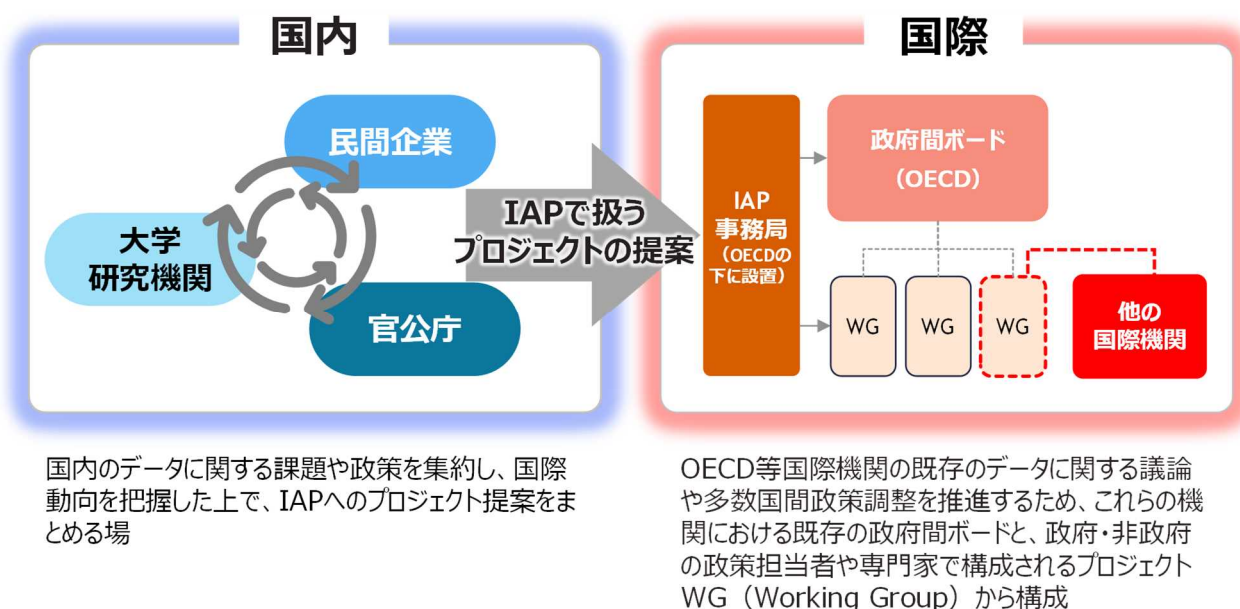 国内
民間企業
大学
研究機関
官公庁
IAPで扱う
プロジェクトの提案
国際
IAP
事務局
（OECDの
下に設置）
政府間ボード
（OECD）
WG
WG
WG
他の
国際機関
国内のデータに関する課題や政策を集約し、国際
動向を把握した上で、IAPへのプロジェクト提案をま
とめる場
OECD等国際機関の既存のデータに関する議論
や多数国間政策調整を推進するため、これらの機
関における既存の政府間ボードと、政府・非政府
の政策担当者や専門家で構成されるプロジェクト
WG（Working Group）から構成